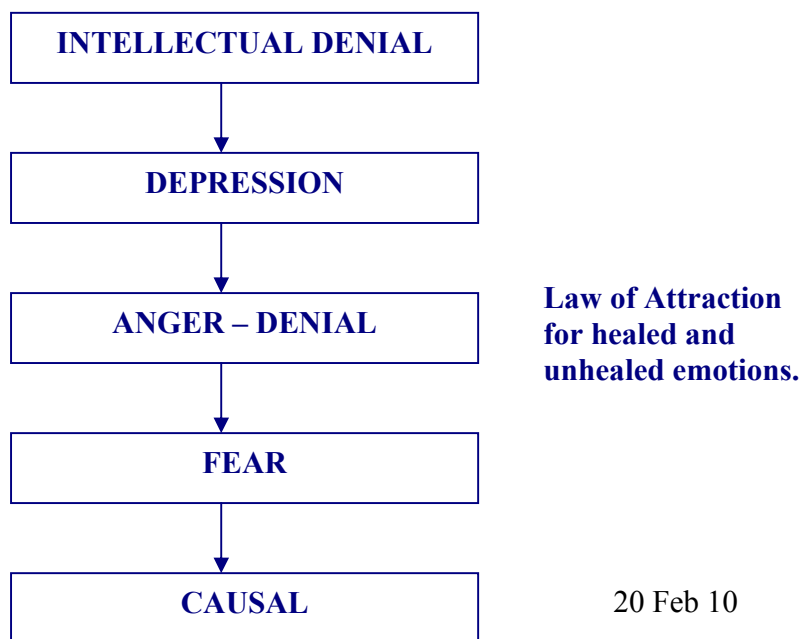 INTELLECTUAL DENIAL
DEPRESSION
ANGER – DENIAL
Law of Attraction
for healed and
unhealed emotions.
FEAR
CAUSAL
20 Feb 10